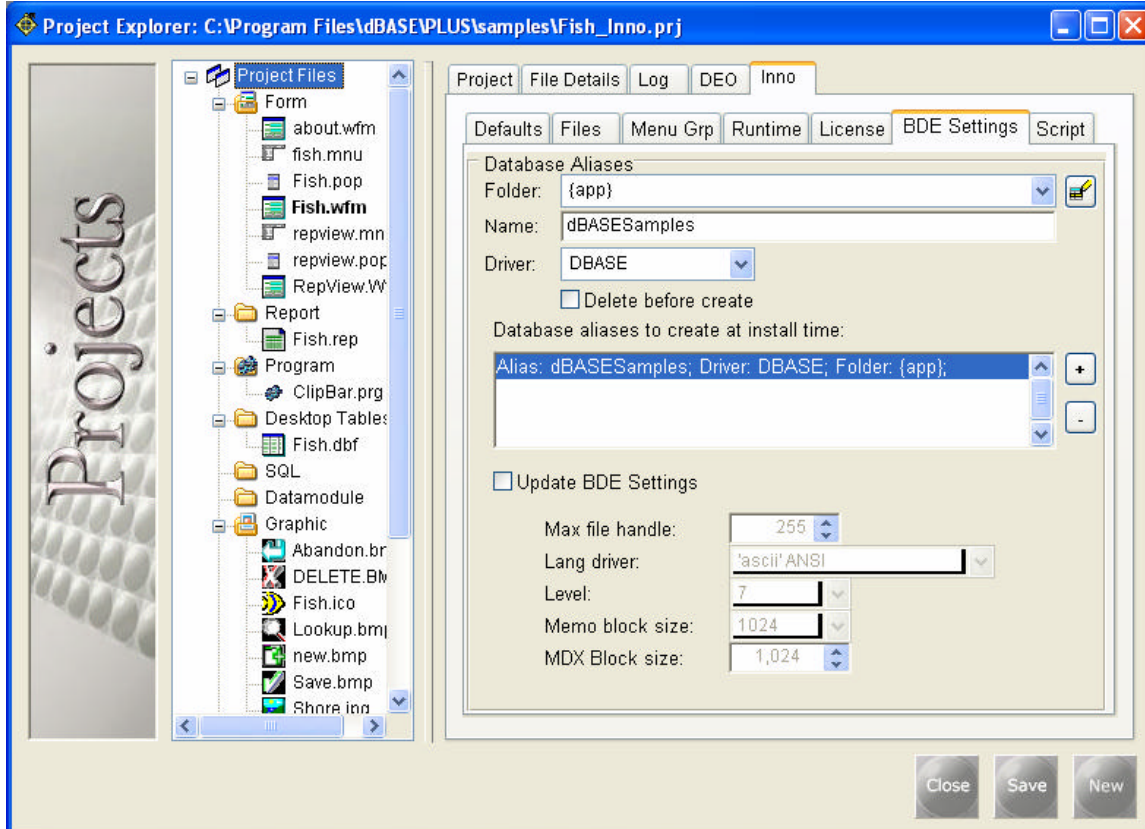 Project Explorer: C:\Program Files\dBASE\PLUS\samples\Fish_Inno.prj
Projects
Project Files
Form
about.wfm
fish.mnu
Fish.pop
Fish.wfm
repview.mn
repview.pop
RepView.W
Report
Fish.rep
Program
ClipBar.prg
Desktop Tables
Fish.dbf
SQL
Datamodule
Graphic
Abandon.br
DELETE.BM
Fish.ico
Lookup.bmp
new.bmp
Save.bmp
Shore.jpg
Project File Details Log DEO Inno
Defaults Files Menu Grp Runtime License BDE Settings Script
Database Aliases
Folder: {app}
Name: dBASESamples
Driver: DBASE
Delete before create
Database aliases to create at install time:
Alias: dBASESamples; Driver: DBASE; Folder: {app};
+
-
Update BDE Settings
Max file handle: 255
Lang driver: 'ascii' ANSI
Level: 7
Memo block size: 1024
MDX Block size: 1,024
Close Save New